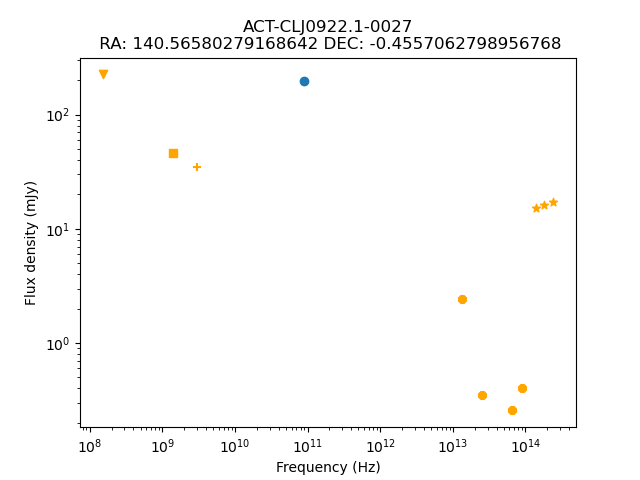 ACT-CLJ0922.1-0027
RA: 140.56580279168642 DEC: -0.4557062798956768
Flux density (mJy)
10²
10¹
10⁰
10⁸ 10⁹ 10¹⁰ 10¹¹ 10¹² 10¹³ 10¹⁴
Frequency (Hz)